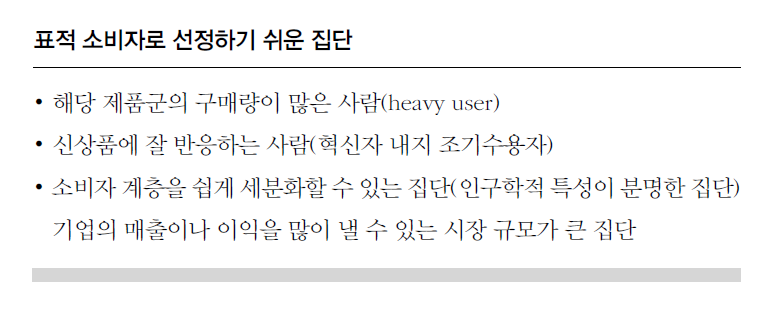 표적 소비자로 선정하기 쉬운 집단
• 해당 제품군의 구매량이 많은 사람(heavy user)
• 신상품에 잘 반응하는 사람(혁신자 내지 조기수용자)
• 소비자 계층을 쉽게 세분화할 수 있는 집단(인구학적 특성이 분명한 집단)
기업의 매출이나 이익을 많이 낼 수 있는 시장 규모가 큰 집단